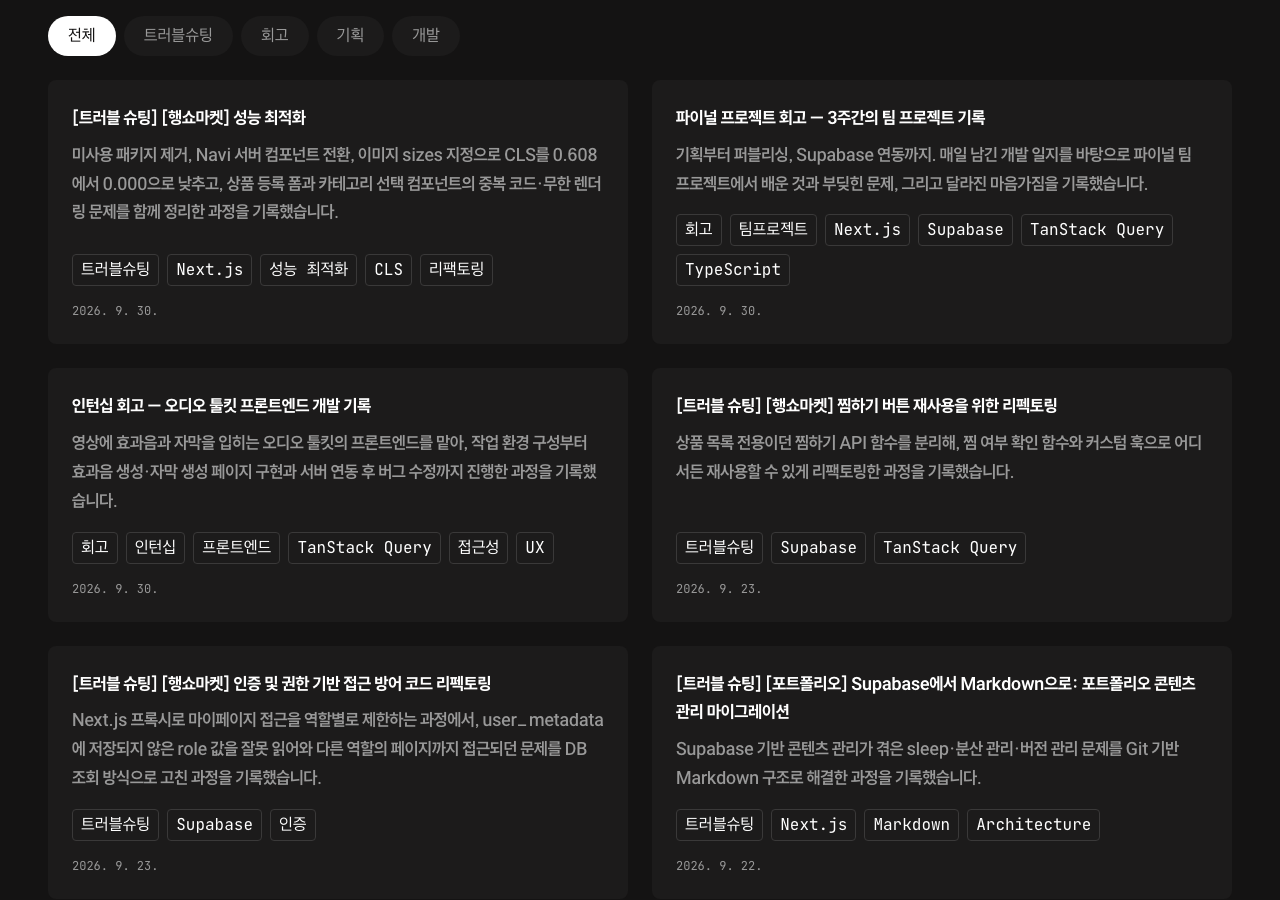 전체 트러블슈팅 회고 기획 개발
[트러블 슈팅] [행쇼마켓] 성능 최적화
미사용 패키지 제거, Navi 서버 컴포넌트 전환, 이미지 sizes 지정으로 CLS를 0.608
에서 0.000으로 낮추고, 상품 등록 폼과 카테고리 선택 컴포넌트의 중복 코드·무한 렌더
링 문제를 함께 정리한 과정을 기록했습니다.
트러블슈팅 Next.js 성능 최적화 CLS 리팩토링
2026. 9. 30.
파이널 프로젝트 회고 — 3주간의 팀 프로젝트 기록
기획부터 퍼블리싱, Supabase 연동까지. 매일 남긴 개발 일지를 바탕으로 파이널 팀
프로젝트에서 배운 것과 부딪힌 문제, 그리고 달라진 마음가짐을 기록했습니다.
회고 팀프로젝트 Next.js Supabase TanStack Query
TypeScript
2026. 9. 30.
인턴십 회고 — 오디오 툴킷 프론트엔드 개발 기록
영상에 효과음과 자막을 입히는 오디오 툴킷의 프론트엔드를 맡아, 작업 환경 구성부터
효과음 생성·자막 생성 페이지 구현과 서버 연동 후 버그 수정까지 진행한 과정을 기록했
습니다.
회고 인턴십 프론트엔드 TanStack Query 접근성 UX
2026. 9. 30.
[트러블 슈팅] [행쇼마켓] 찜하기 버튼 재사용을 위한 리펙토링
상품 목록 전용이던 찜하기 API 함수를 분리해, 찜 여부 확인 함수와 커스텀 훅으로 어디
서든 재사용할 수 있게 리팩토링한 과정을 기록했습니다.
트러블슈팅 Supabase TanStack Query
2026. 9. 23.
[트러블 슈팅] [행쇼마켓] 인증 및 권한 기반 접근 방어 코드 리펙토링
Next.js 프록시로 마이페이지 접근을 역할별로 제한하는 과정에서, user_metadata
에 저장되지 않은 role 값을 잘못 읽어와 다른 역할의 페이지까지 접근되던 문제를 DB
조회 방식으로 고친 과정을 기록했습니다.
트러블슈팅 Supabase 인증
2026. 9. 23.
[트러블 슈팅] [포트폴리오] Supabase에서 Markdown으로: 포트폴리오 콘텐츠
관리 마이그레이션
Supabase 기반 콘텐츠 관리가 겪은 sleep·분산 관리·버전 관리 문제를 Git 기반
Markdown 구조로 해결한 과정을 기록했습니다.
트러블슈팅 Next.js Markdown Architecture
2026. 9. 22.